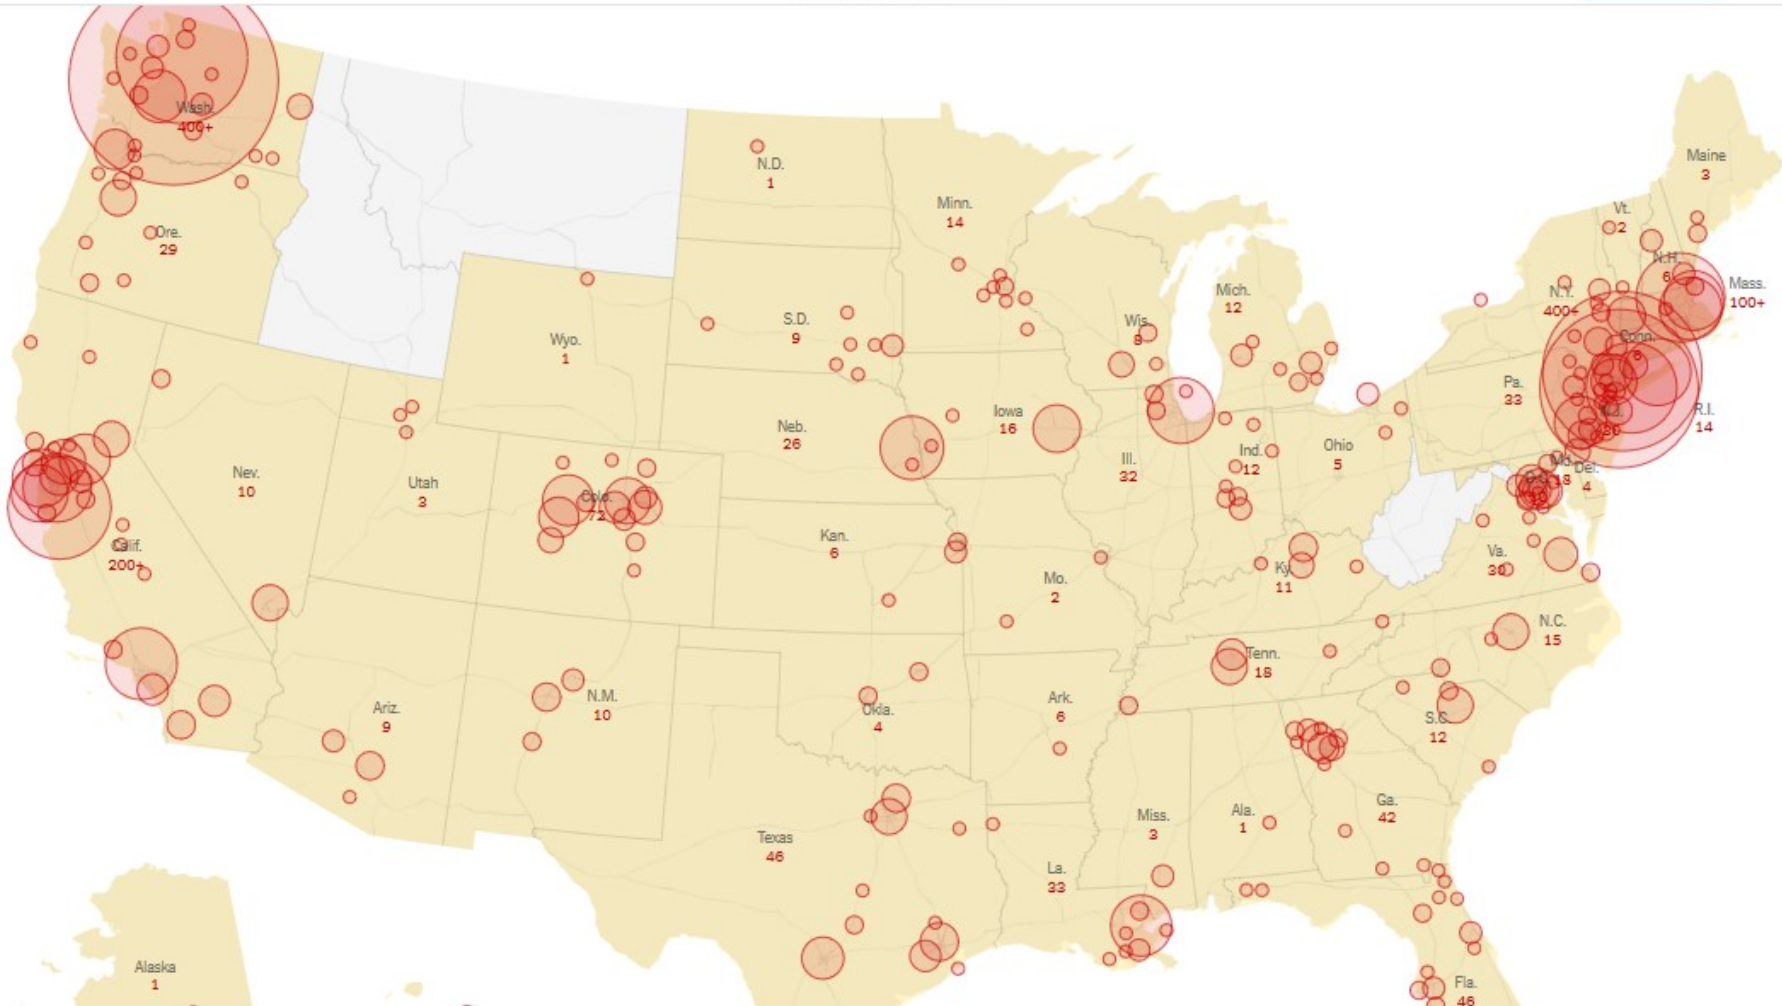 Wash.
400+
Ore.
29
Calif.
200+
Nev.
10
Utah
3
Ariz.
9
Wyo.
1
Colo.
72
N.M.
10
N.D.
1
S.D.
9
Neb.
26
Kan.
6
Okla.
4
Texas
46
Minn.
14
Iowa
16
Mo.
2
Ark.
6
La.
33
Wis.
8
Ill.
32
Mich.
12
Ind.
12
Ohio
5
Ky.
11
Tenn.
18
Miss.
3
Ala.
1
Ga.
42
Fla.
46
S.C.
12
N.C.
15
Va.
30
Md.
18
Del.
4
Pa.
33
N.Y.
400+
Conn.
6
R.I.
14
Mass.
100+
N.H.
6
Vt.
2
Maine
3
Alaska
1